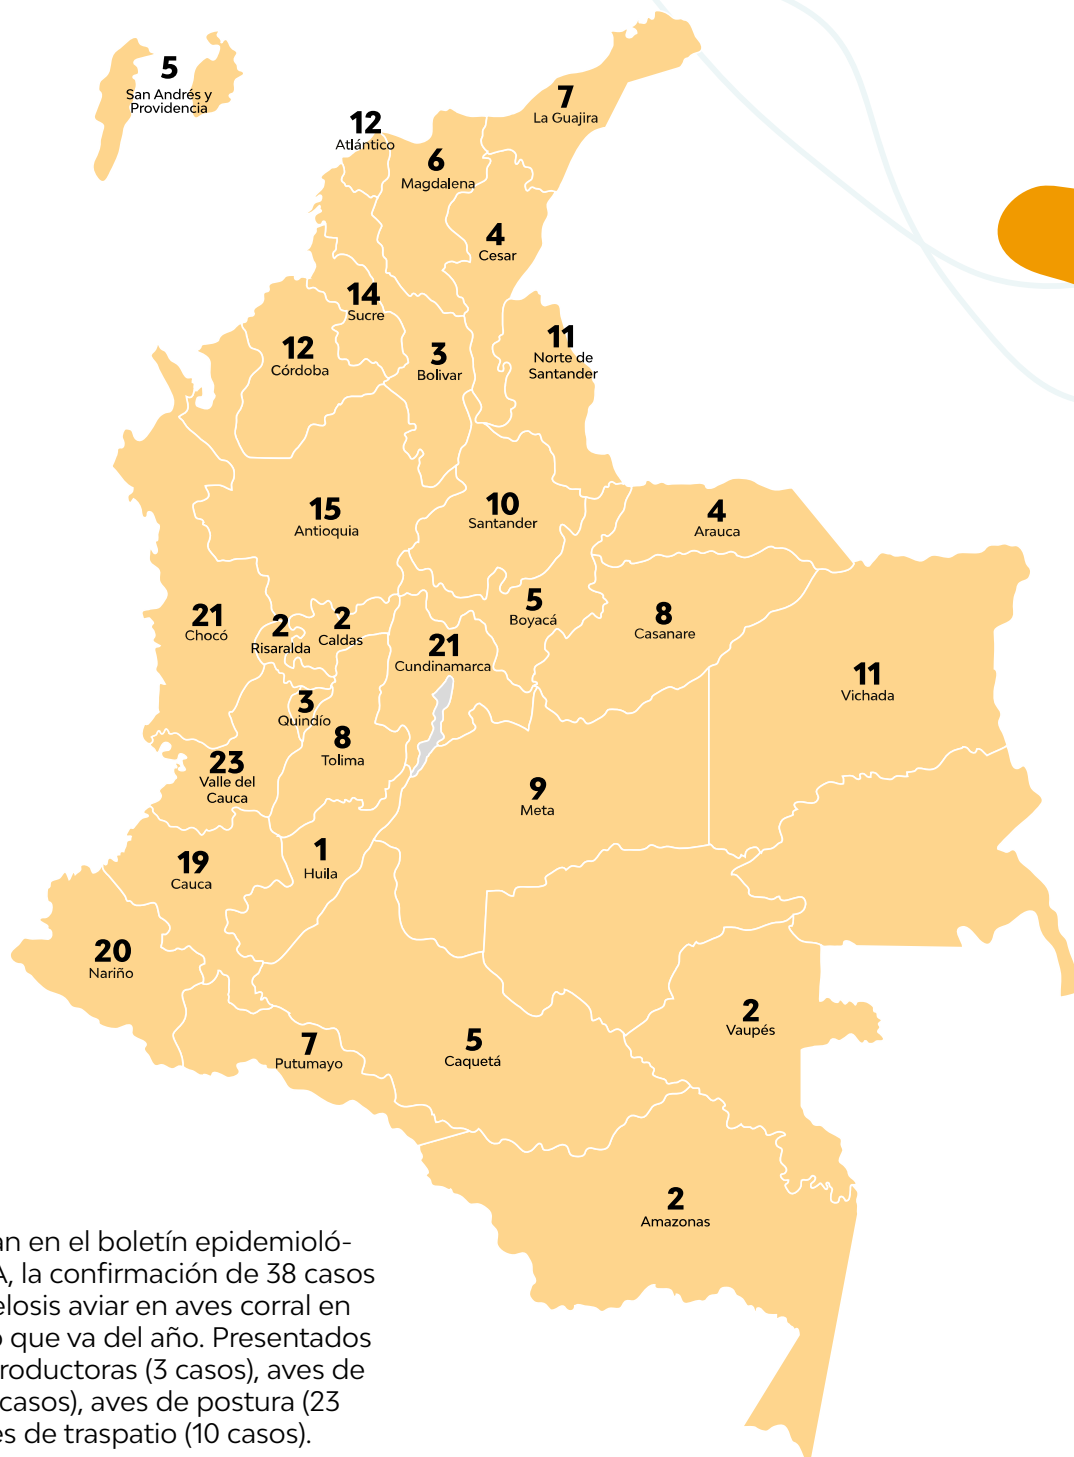 5
San Andrés y
Providencia
7
La Guajira
12
Atlántico
6
Magdalena
4
Cesar
14
Sucre
11
Norte de
Santander
12
Córdoba
3
Bolivar
15
Antioquia
10
Santander
4
Arauca
21
Chocó
2
Risaralda
2
Caldas
21
Cundinamarca
5
Boyacá
8
Casanare
11
Vichada
3
Quindío
8
Tolima
23
Valle del
Cauca
9
Meta
19
Cauca
1
Huila
20
Nariño
7
Putumayo
5
Caquetá
2
Vaupés
2
Amazonas
an en el boletín epidemioló-
A, la confirmación de 38 casos
elosis aviar en aves corral en
o que va del año. Presentados
roductoras (3 casos), aves de
casos), aves de postura (23
es de traspatio (10 casos).